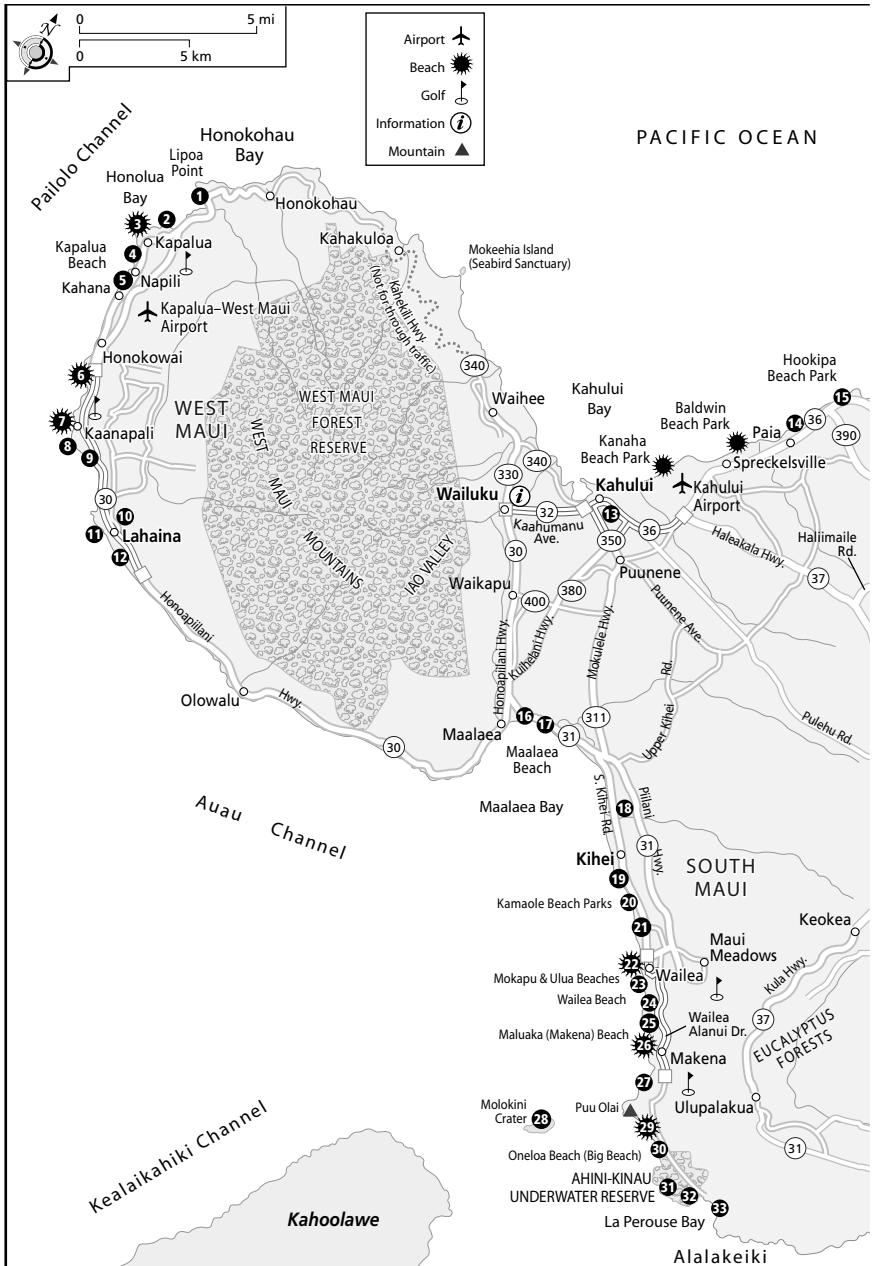 N
0 5 mi
0 5 km
Airport
Beach
Golf
Information i
Mountain
PACIFIC OCEAN
Pailolo Channel
Honokohau
Bay
Lipoa
Point
Honolua
Bay
1
2
3
Honokohau
Kapalua
Kahakuloa
Mokeehia Island
(Seabird Sanctuary)
Kapalua
Beach
4
5
Napili
Kahana
Kapalua–West Maui
Airport
Kahekili Hwy.
(Not for through traffic)
Honokowai
6
340
Hookipa
Beach Park
15
WEST
MAUI
WEST MAUI
FOREST
RESERVE
Waihee
Kahului
Bay
Baldwin
Beach Park
14
36
Paia
390
7
Kaanapali
8
9
WEST
MAUI
MOUNTAINS
IAO VALLEY
Kanaha
Beach Park
Spreckelsville
340
330
Wailuku
i
Kahului
Kahului
Airport
30
10
11
Lahaina
12
32
Kaahumanu
Ave.
13
350
36
Haleakala Hwy.
Haliimaile
Rd.
30
Puunene
37
Waikapu
400
380
Puunene Ave.
Honoapiilani
Hwy.
Honoapiilani Hwy.
Kuihelani Hwy.
Mokulele Hwy.
Upper Kihei
Rd.
Pulehu Rd.
Olowalu
30
Maalaea
16
17
31
311
Maalaea
Beach
Auau Channel
Maalaea Bay
S. Kihei Rd.
18
Piilani
Hwy.
31
Kihei
19
SOUTH
MAUI
Kamaole Beach Parks
20
21
Keokea
Maui
Meadows
22
Wailea
Mokapu & Ulua Beaches
23
Wailea Beach
24
Kula Hwy.
37
25
Wailea
Alanui Dr.
EUCALYPTUS
FORESTS
Maluaka (Makena) Beach
26
Makena
27
Ulupalakua
Molokini
Crater
28
Puu Olai
29
31
Oneloa Beach (Big Beach)
30
Kealaikahiki Channel
AHINI-KINAU
UNDERWATER RESERVE
31
32
33
La Perouse Bay
Kahoolawe
Alalakeiki